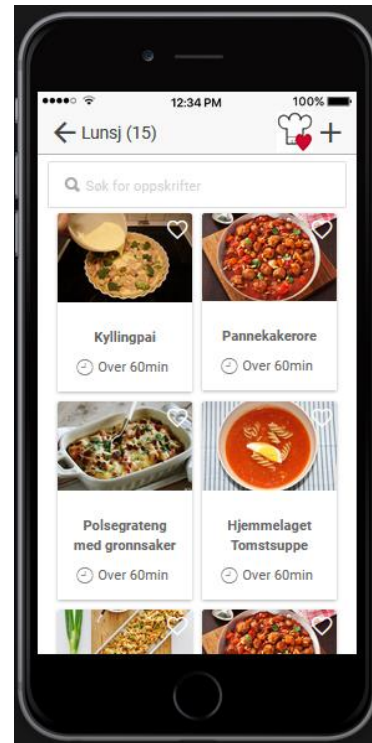 12:34 PM
100%
Lunsj (15)
Søk for oppskrifter
Kyllingpai
Over 60min
Pannekakerore
Over 60min
Polsegrateng
med gronnsaker
Over 60min
Hjemmelaget
Tomstsuppe
Over 60min